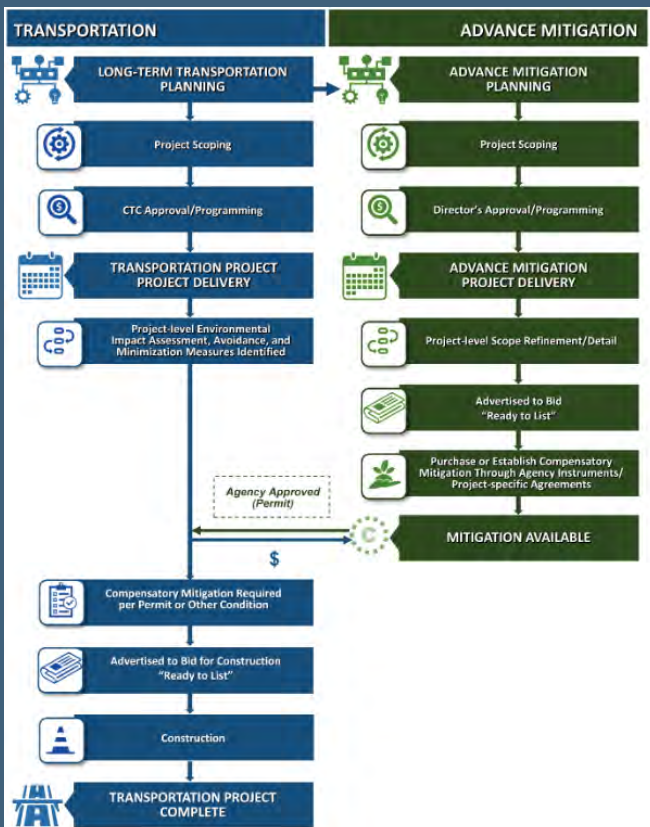 TRANSPORTATION
ADVANCE MITIGATION
LONG-TERM TRANSPORTATION
PLANNING
ADVANCE MITIGATION
PLANNING
Project Scoping
Project Scoping
CTC Approval/Programming
Director's Approval/Programming
TRANSPORTATION PROJECT
PROJECT DELIVERY
ADVANCE MITIGATION
PROJECT DELIVERY
Project-level Environmental
Impact Assessment, Avoidance, and
Minimization Measures Identified
Project-level Scope Refinement/Detail
Advertised to Bid
"Ready to List"
Purchase or Establish Compensatory
Mitigation Through Agency Instruments/
Project-specific Agreements
Agency Approved
(Permit)
$
C
MITIGATION AVAILABLE
Compensatory Mitigation Required
per Permit or Other Condition
Advertised to Bid for Construction
"Ready to List"
Construction
TRANSPORTATION PROJECT
COMPLETE